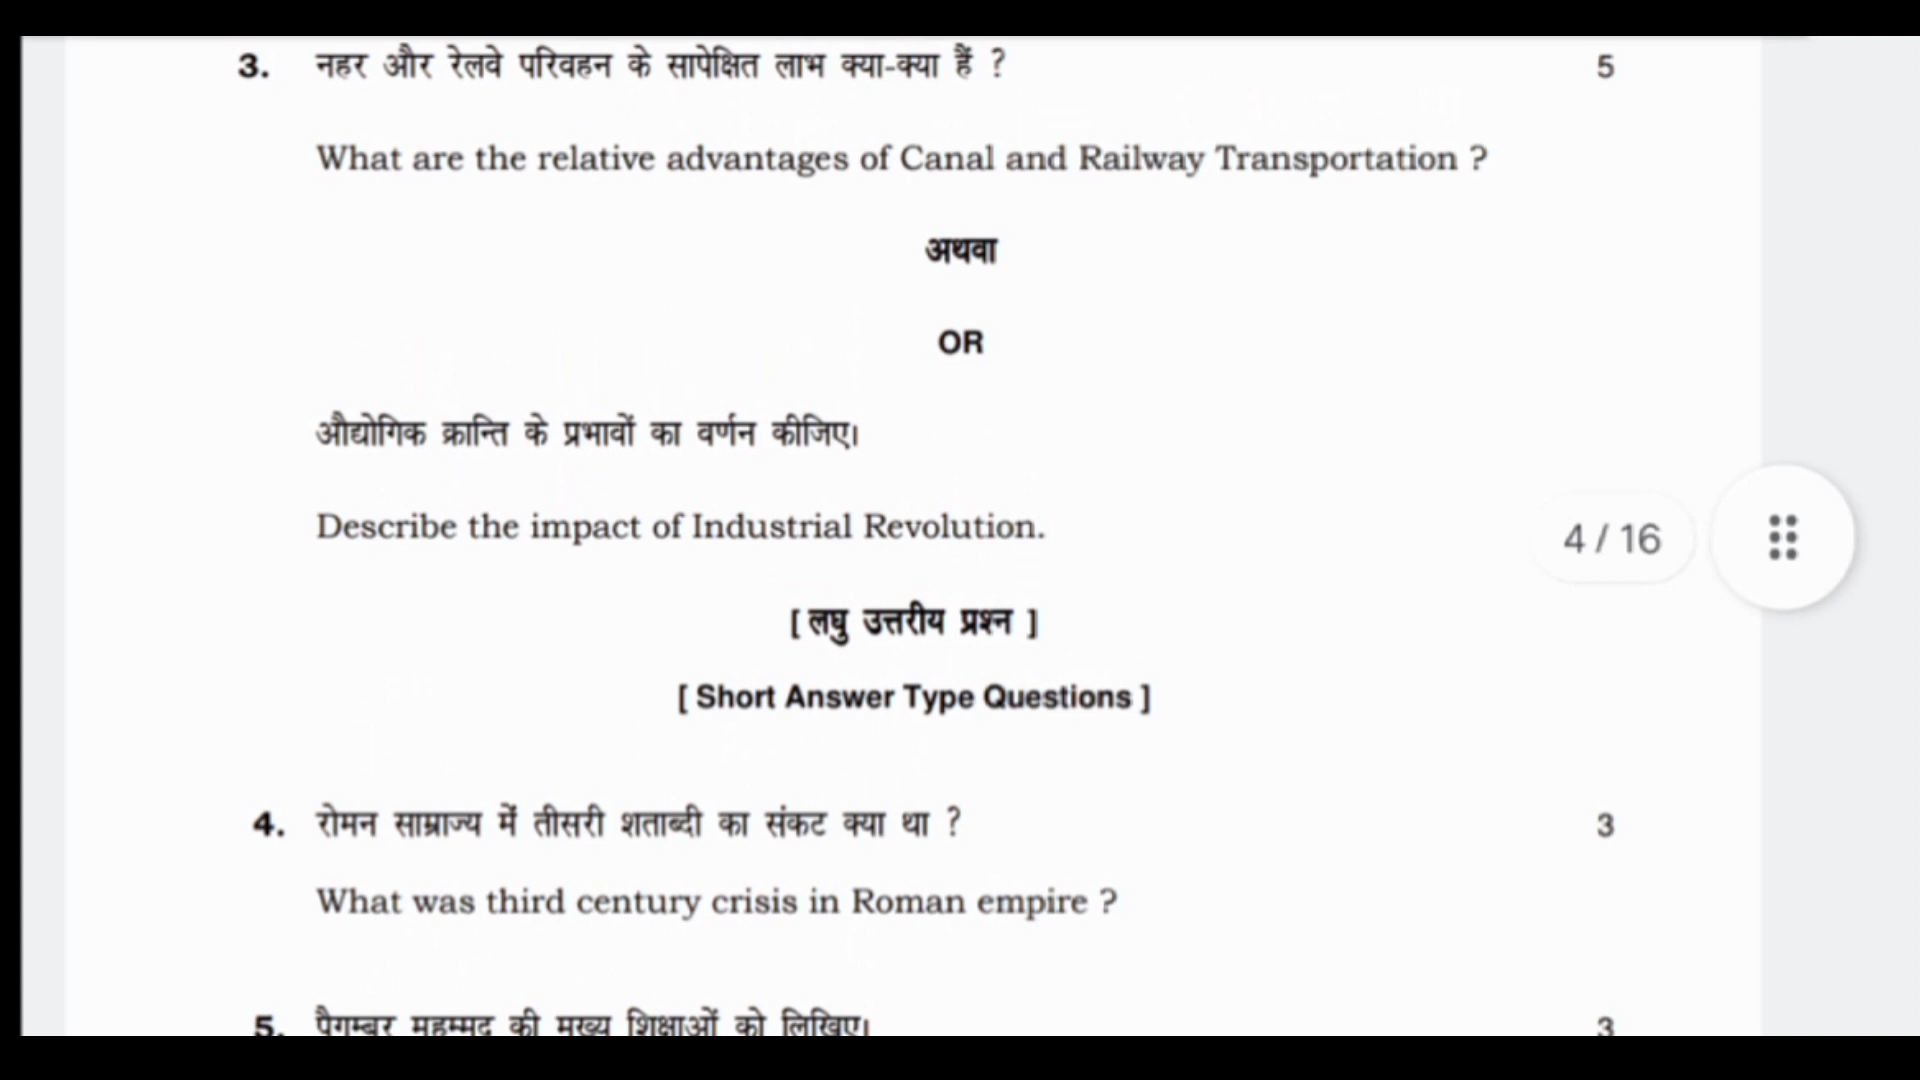 3. नहर और रेलवे परिवहन के सापेक्षित लाभ क्या-क्या हैं ? 5
What are the relative advantages of Canal and Railway Transportation ?
अथवा
OR
औद्योगिक क्रान्ति के प्रभावों का वर्णन कीजिए।
Describe the impact of Industrial Revolution.
4 / 16
[ लघु उत्तरीय प्रश्न ]
[ Short Answer Type Questions ]
4. रोमन साम्राज्य में तीसरी शताब्दी का संकट क्या था ? 3
What was third century crisis in Roman empire ?
5. पैगम्बर मुहम्मद की मुख्य शिक्षाओं को लिखिए। 3